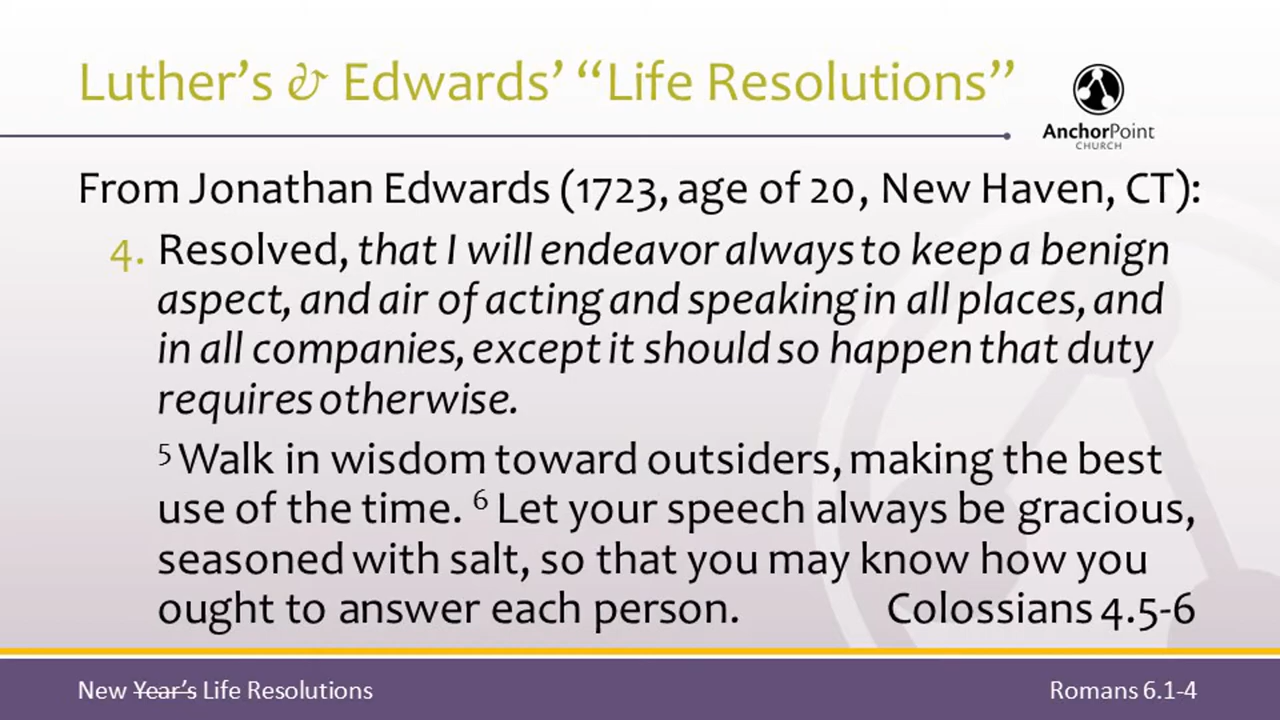 Luther’s & Edwards’ “Life Resolutions”
AnchorPoint
CHURCH
From Jonathan Edwards (1723, age of 20, New Haven, CT):
4. Resolved, that I will endeavor always to keep a benign
aspect, and air of acting and speaking in all places, and
in all companies, except it should so happen that duty
requires otherwise.
5 Walk in wisdom toward outsiders, making the best
use of the time. 6 Let your speech always be gracious,
seasoned with salt, so that you may know how you
ought to answer each person. Colossians 4.5-6
New Year’s Life Resolutions
Romans 6.1-4